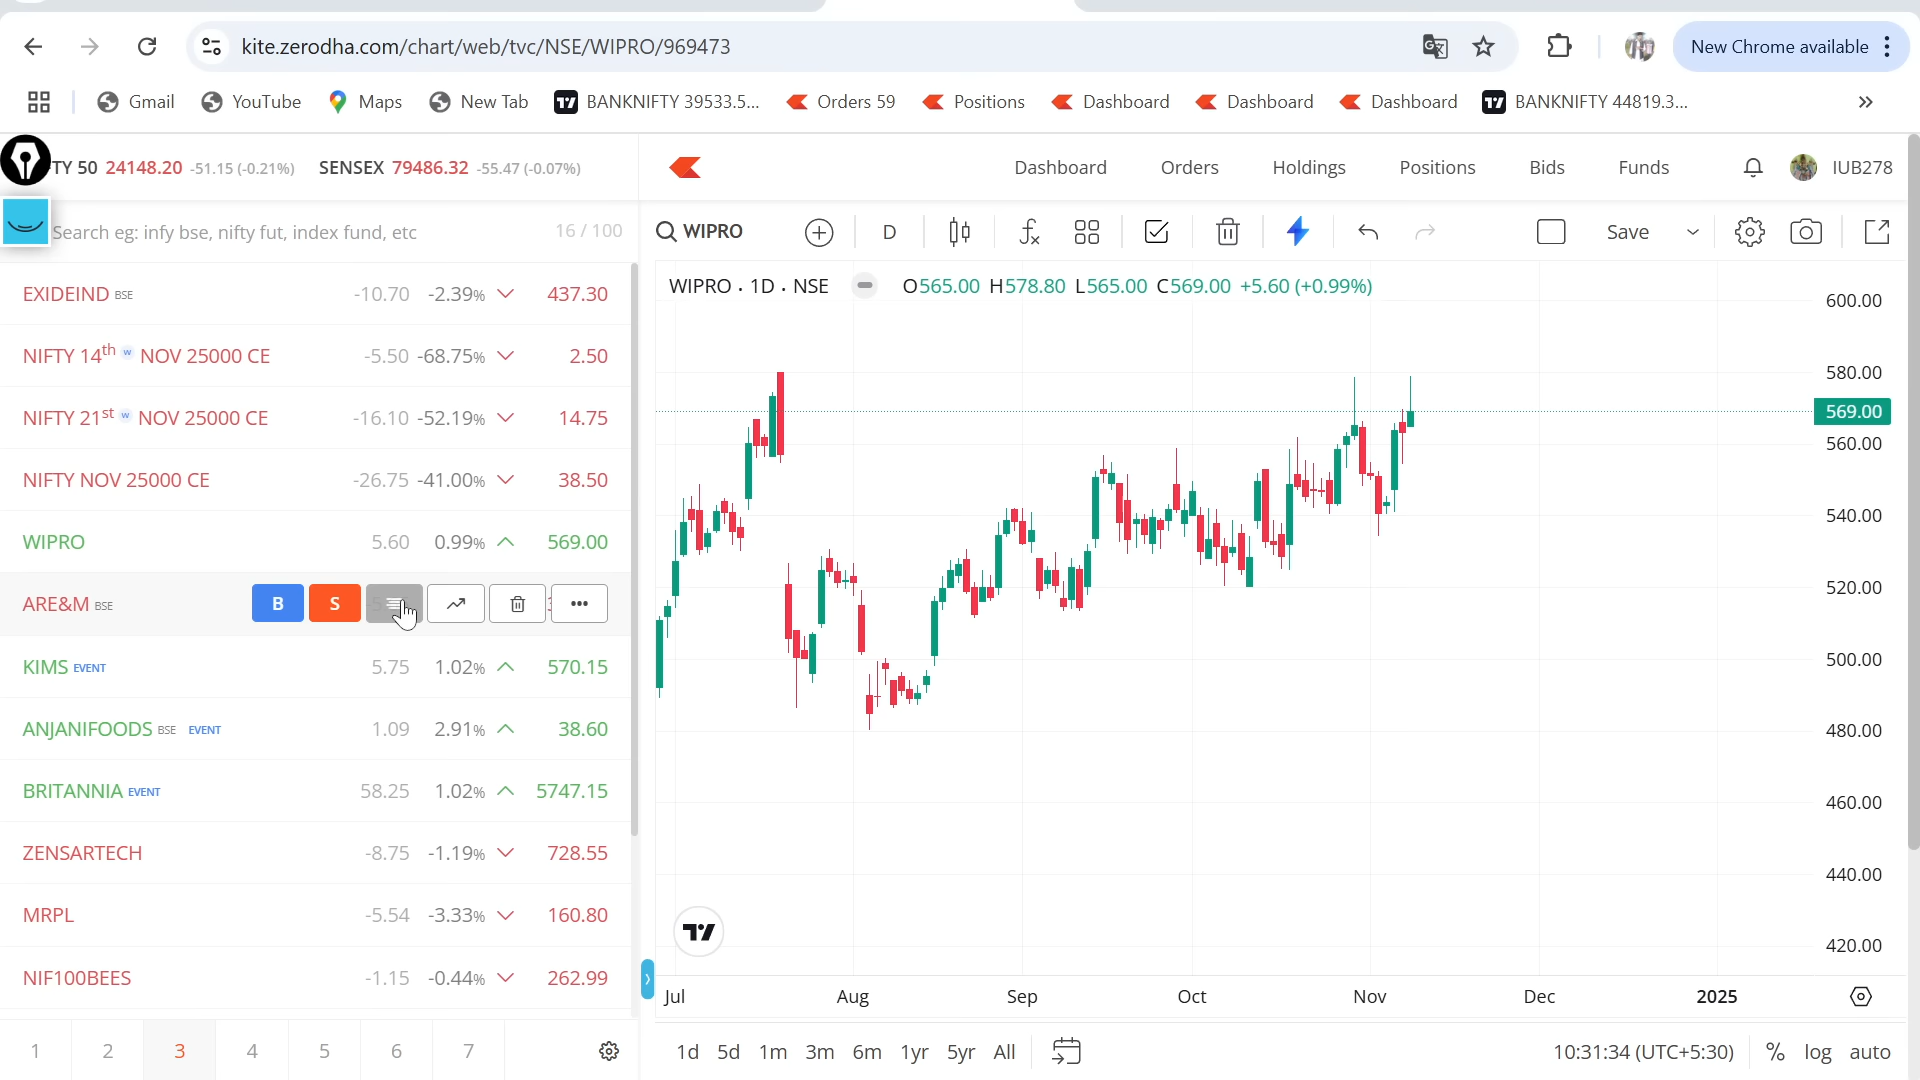 kite.zerodha.com/chart/web/tvc/NSE/WIPRO/969473
New Chrome available
Gmail YouTube Maps New Tab BANKNIFTY 39533.5... Orders 59 Positions Dashboard Dashboard Dashboard BANKNIFTY 44819.3... »
TY 50 24148.20 -51.15 (-0.21%) SENSEX 79486.32 -55.47 (-0.07%)
Dashboard Orders Holdings Positions Bids Funds IUB278
Search eg: infy bse, nifty fut, index fund, etc 16 / 100
WIPRO D Save
WIPRO · 1D · NSE O565.00 H578.80 L565.00 C569.00 +5.60 (+0.99%)
EXIDEIND BSE -10.70 -2.39% 437.30
NIFTY 14th w NOV 25000 CE -5.50 -68.75% 2.50
NIFTY 21st w NOV 25000 CE -16.10 -52.19% 14.75
NIFTY NOV 25000 CE -26.75 -41.00% 38.50
WIPRO 5.60 0.99% 569.00
ARE&M BSE B S •••
KIMS EVENT 5.75 1.02% 570.15
ANJANIFOODS BSE EVENT 1.09 2.91% 38.60
BRITANNIA EVENT 58.25 1.02% 5747.15
ZENSARTECH -8.75 -1.19% 728.55
MRPL -5.54 -3.33% 160.80
NIF100BEES -1.15 -0.44% 262.99
1 2 3 4 5 6 7
600.00
580.00
569.00
560.00
540.00
520.00
500.00
480.00
460.00
440.00
420.00
Jul Aug Sep Oct Nov Dec 2025
1d 5d 1m 3m 6m 1yr 5yr All 10:31:34 (UTC+5:30) % log auto